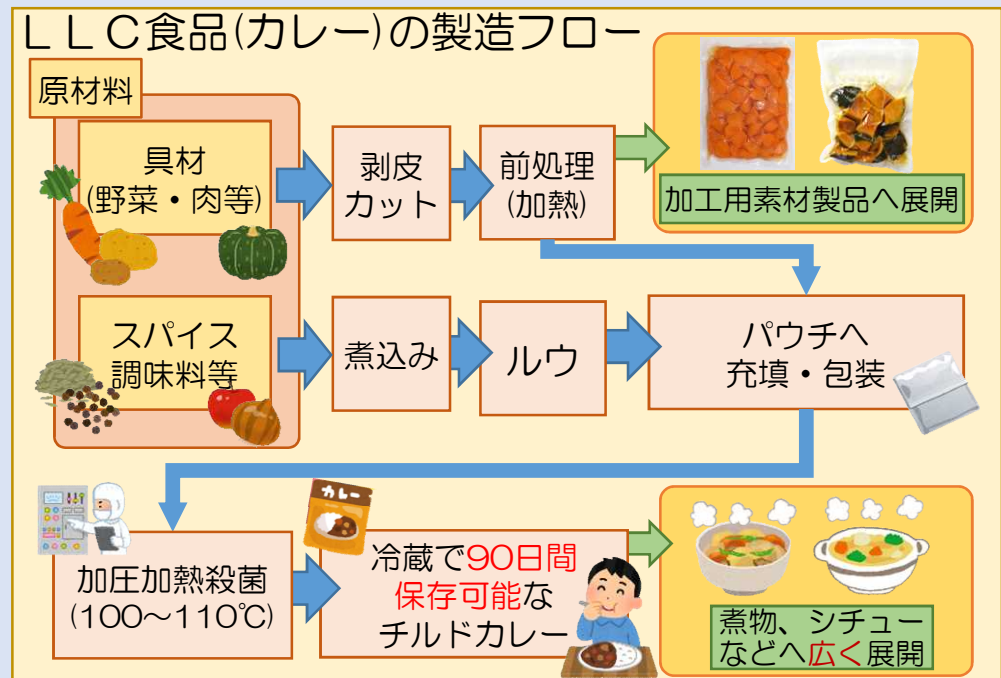 ＬＬＣ食品(カレー)の製造フロー
原材料
具材
(野菜・肉等)
剥皮
カット
前処理
(加熱)
加工用素材製品へ展開
スパイス
調味料等
煮込み
ルウ
パウチへ
充填・包装
加圧加熱殺菌
(100～110℃)
カレー
冷蔵で90日間
保存可能な
チルドカレー
煮物、シチュー
などへ広く展開